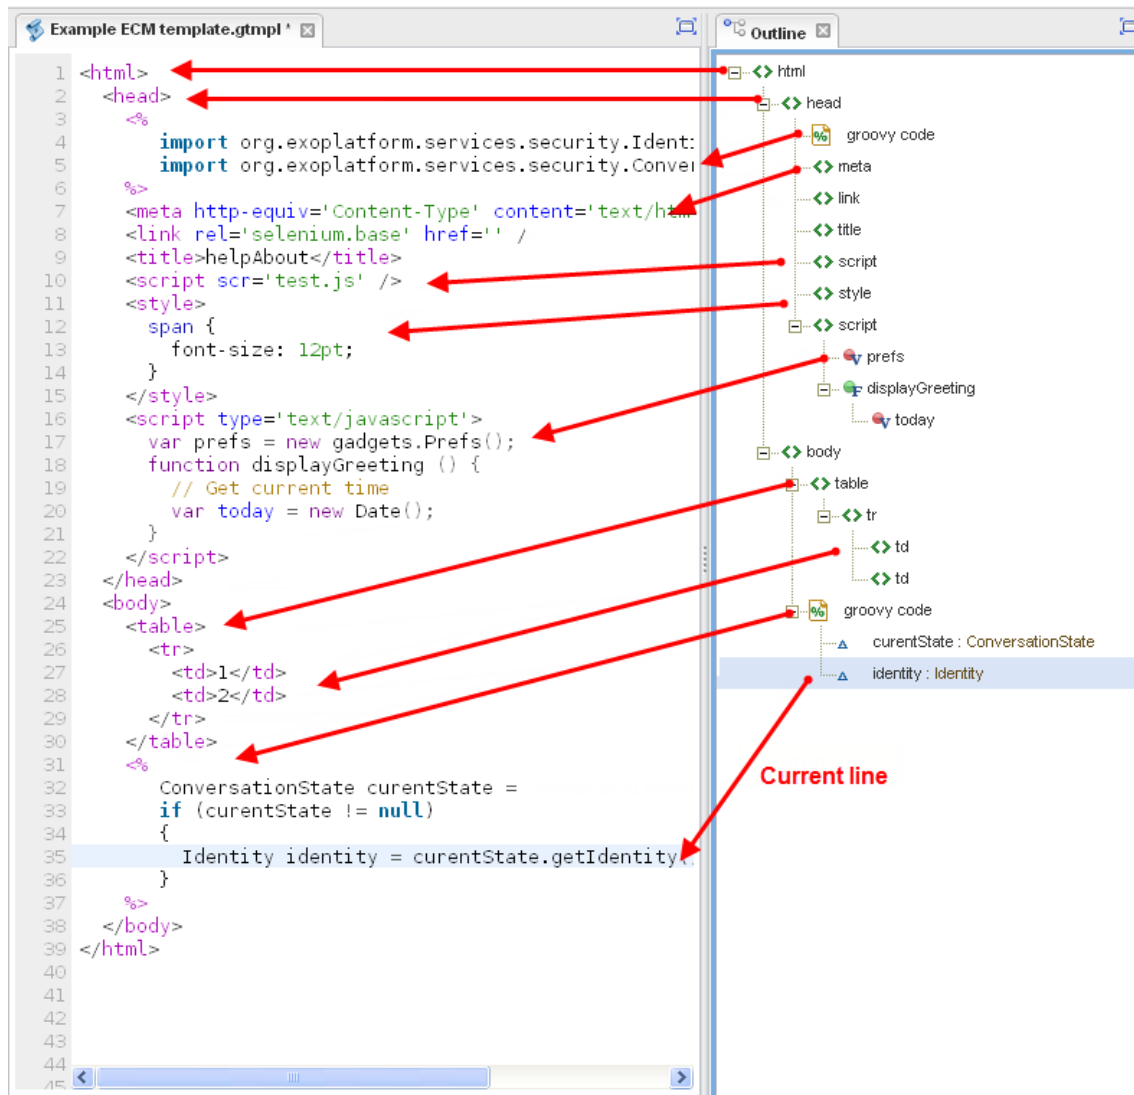 Example ECM template.gtmpl *
1 <html>
2 <head>
3 <%
4 import org.exoplatform.services.security.Identi
5 import org.exoplatform.services.security.Conver
6 %>
7 <meta http-equiv='Content-Type' content='text/htm
8 <link rel='selenium.base' href='' /
9 <title>helpAbout</title>
10 <script scr='test.js' />
11 <style>
12 span {
13 font-size: 12pt;
14 }
15 </style>
16 <script type='text/javascript'>
17 var prefs = new gadgets.Prefs();
18 function displayGreeting () {
19 // Get current time
20 var today = new Date();
21 }
22 </script>
23 </head>
24 <body>
25 <table>
26 <tr>
27 <td>1</td>
28 <td>2</td>
29 </tr>
30 </table>
31 <%
32 ConversationState curentState =
33 if (curentState != null)
34 {
35 Identity identity = curentState.getIdentity(
36 }
37 %>
38 </body>
39 </html>
40
41
42
43
44
45
Outline
<> html
<> head
% groovy code
<> meta
<> link
<> title
<> script
<> style
<> script
V prefs
F displayGreeting
V today
<> body
<> table
<> tr
<> td
<> td
% groovy code
curentState : ConversationState
identity : Identity
Current line